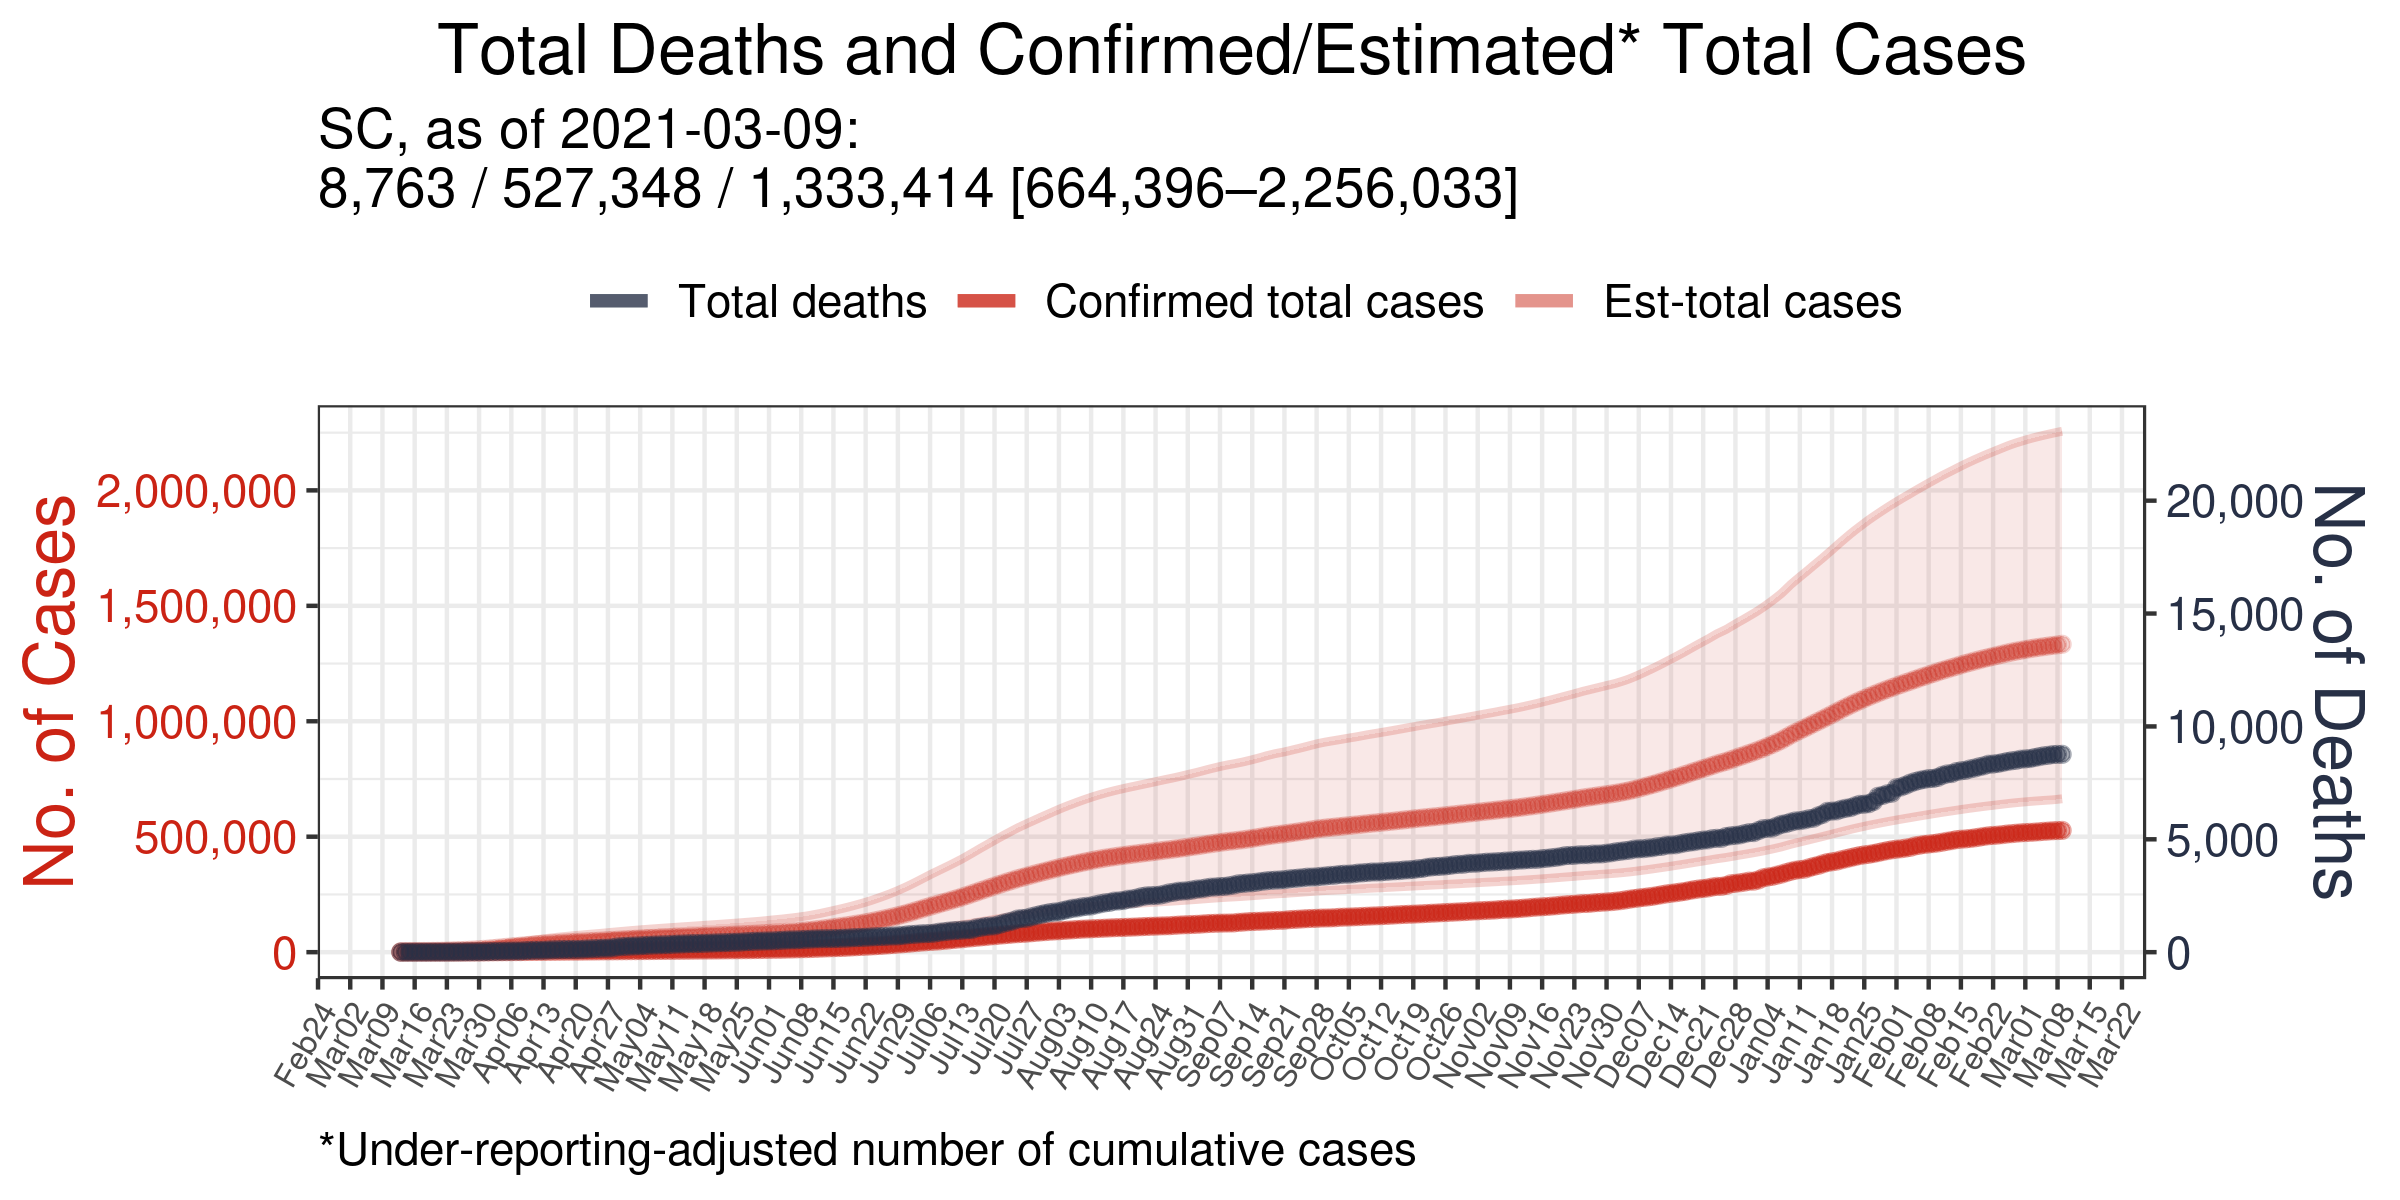 Total Deaths and Confirmed/Estimated* Total Cases
SC, as of 2021-03-09:
8,763 / 527,348 / 1,333,414 [664,396–2,256,033]
Total deaths
Confirmed total cases
Est-total cases
No. of Cases
2,000,000
1,500,000
1,000,000
500,000
0
20,000
15,000
10,000
5,000
0
No. of Deaths
Feb24
Mar02
Mar09
Mar16
Mar23
Mar30
Apr06
Apr13
Apr20
Apr27
May04
May11
May18
May25
Jun01
Jun08
Jun15
Jun22
Jun29
Jul06
Jul13
Jul20
Jul27
Aug03
Aug10
Aug17
Aug24
Aug31
Sep07
Sep14
Sep21
Sep28
Oct05
Oct12
Oct19
Oct26
Nov02
Nov09
Nov16
Nov23
Nov30
Dec07
Dec14
Dec21
Dec28
Jan04
Jan11
Jan18
Jan25
Feb01
Feb08
Feb15
Feb22
Mar01
Mar08
Mar15
Mar22
*Under-reporting-adjusted number of cumulative cases